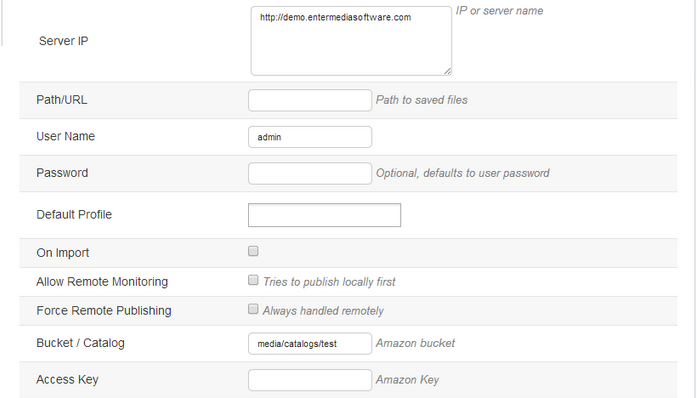 Server IP http://demo.entermediasoftware.com IP or server name
Path/URL Path to saved files
User Name admin
Password Optional, defaults to user password
Default Profile
On Import
Allow Remote Monitoring Tries to publish locally first
Force Remote Publishing Always handled remotely
Bucket / Catalog media/catalogs/test Amazon bucket
Access Key Amazon Key